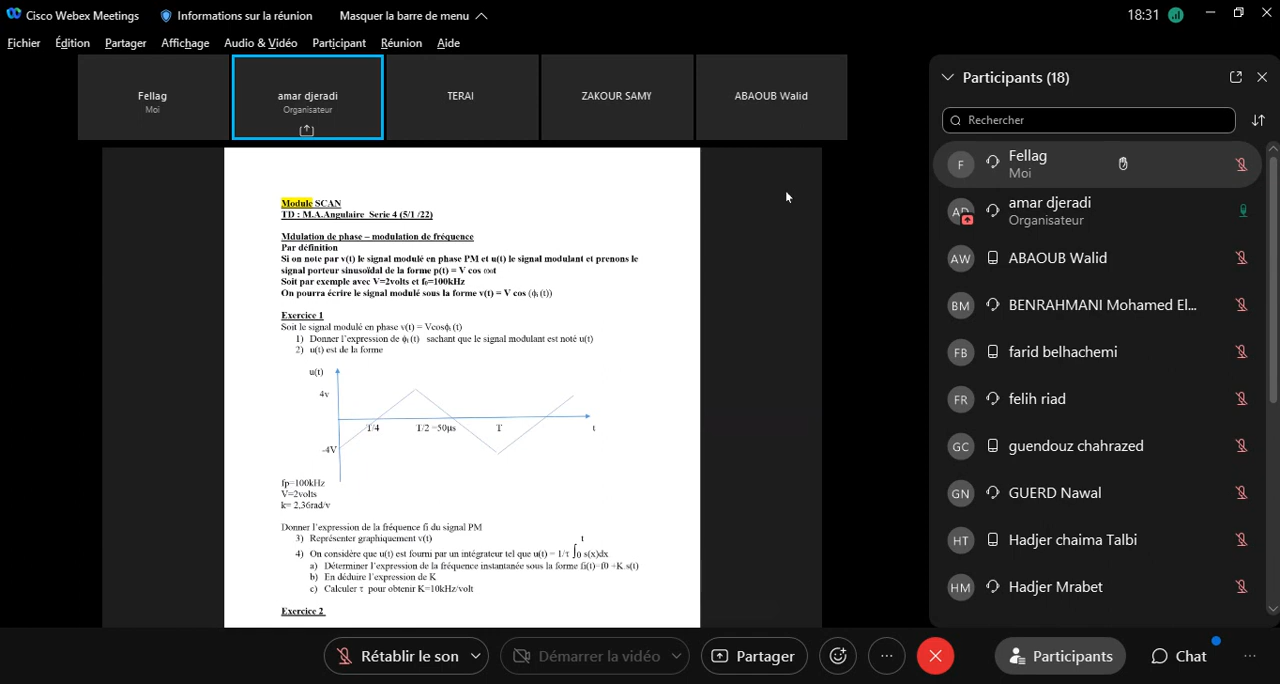 Cisco Webex Meetings
Informations sur la réunion
Masquer la barre de menu
18:31
Fichier Édition Partager Affichage Audio & Vidéo Participant Réunion Aide
Fellag
Moi
amar djeradi
Organisateur
TERAI
ZAKOUR SAMY
ABAOUB Walid
Module SCAN
TD : M.A.Angulaire Serie 4 (5/1 /22)
Mdulation de phase – modulation de fréquence
Par définition
Si on note par v(t) le signal modulé en phase PM et u(t) le signal modulant et prenons le
signal porteur sinusoïdal de la forme p(t) = V cos ω₀t
Soit par exemple avec V=2volts et f₀=100kHz
On pourra écrire le signal modulé sous la forme v(t) = V cos (ϕᵢ (t))
Exercice 1
Soit le signal modulé en phase v(t) = Vcosϕᵢ (t)
1) Donner l'expression de ϕᵢ (t) sachant que le signal modulant est noté u(t)
2) u(t) est de la forme
u(t)
4v
T/4 T/2 =50µs T t
-4V
fp=100kHz
V=2volts
k= 2,36rad/v
Donner l'expression de la fréquence fi du signal PM
3) Représenter graphiquement v(t)
4) On considère que u(t) est fourni par un intégrateur tel que u(t) = 1/τ ∫₀ᵗ s(x)dx
a) Déterminer l'expression de la fréquence instantanée sous la forme fi(t)=f0 +K.s(t)
b) En déduire l'expression de K
c) Calculer τ pour obtenir K=10kHz/volt
Exercice 2
Participants (18)
Rechercher
F Fellag
Moi
AD amar djeradi
Organisateur
AW ABAOUB Walid
BM BENRAHMANI Mohamed El...
FB farid belhachemi
FR felih riad
GC guendouz chahrazed
GN GUERD Nawal
HT Hadjer chaima Talbi
HM Hadjer Mrabet
Rétablir le son
Démarrer la vidéo
Partager
Participants
Chat